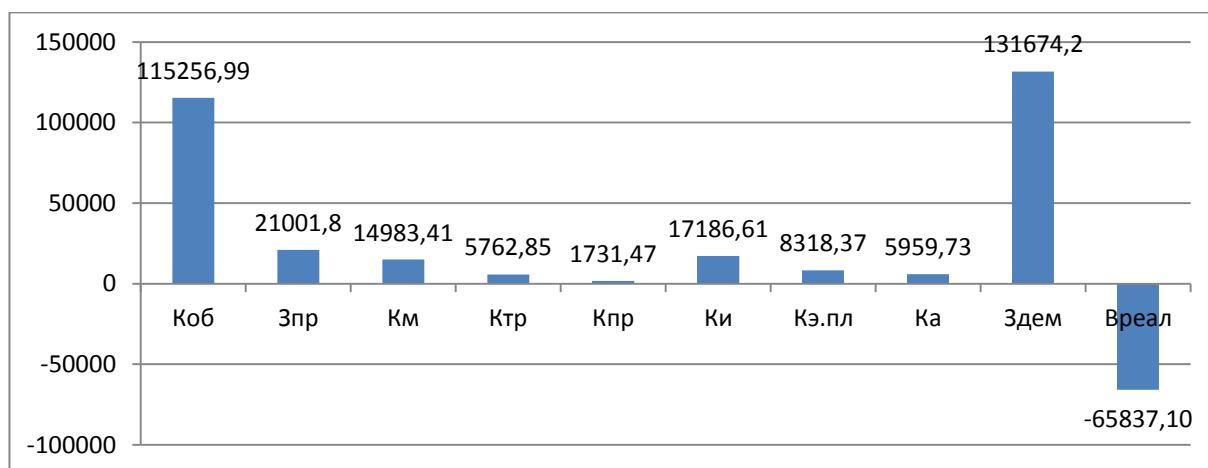 150000
100000
50000
0
-50000
-100000
115256,99
21001,8
14983,41
5762,85
1731,47
17186,61
8318,37
5959,73
131674,2
-65837,10
Коб
Зпр
Км
Ктр
Кпр
Ки
Кэ.пл
Ка
Здем
Вреал